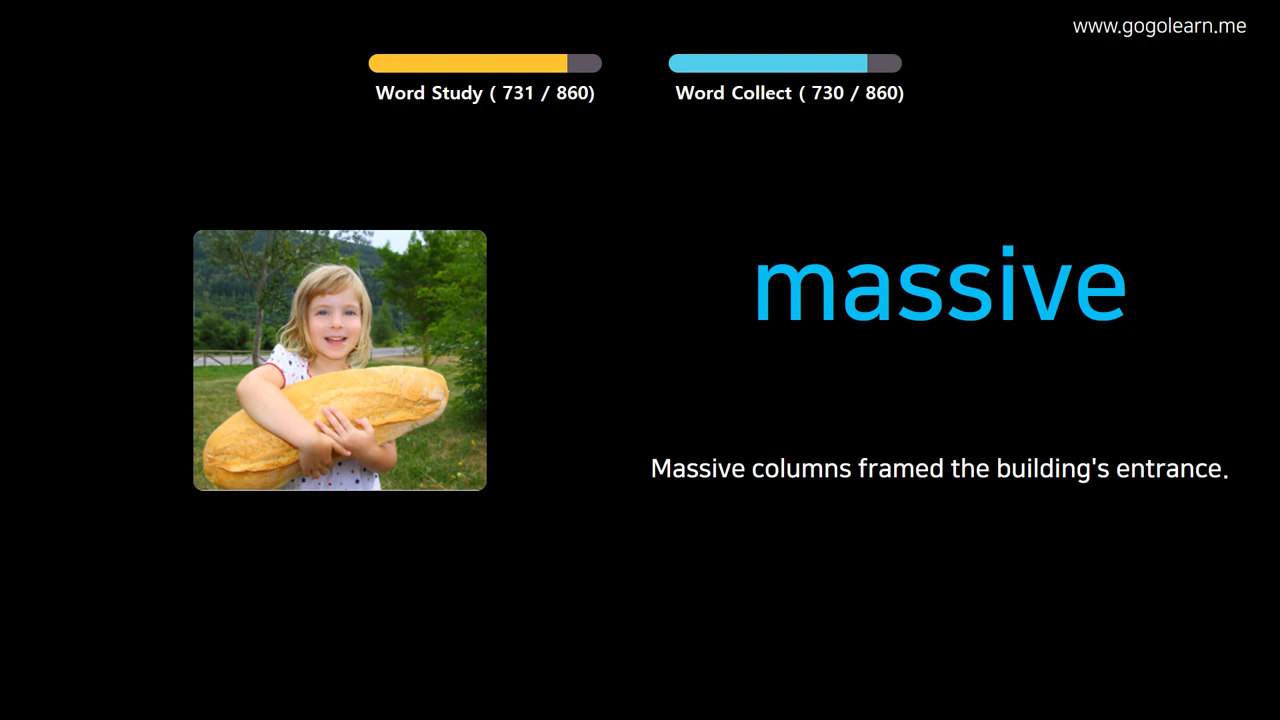 www.gogolearn.me
Word Study ( 731 / 860)
Word Collect ( 730 / 860)
massive
Massive columns framed the building's entrance.